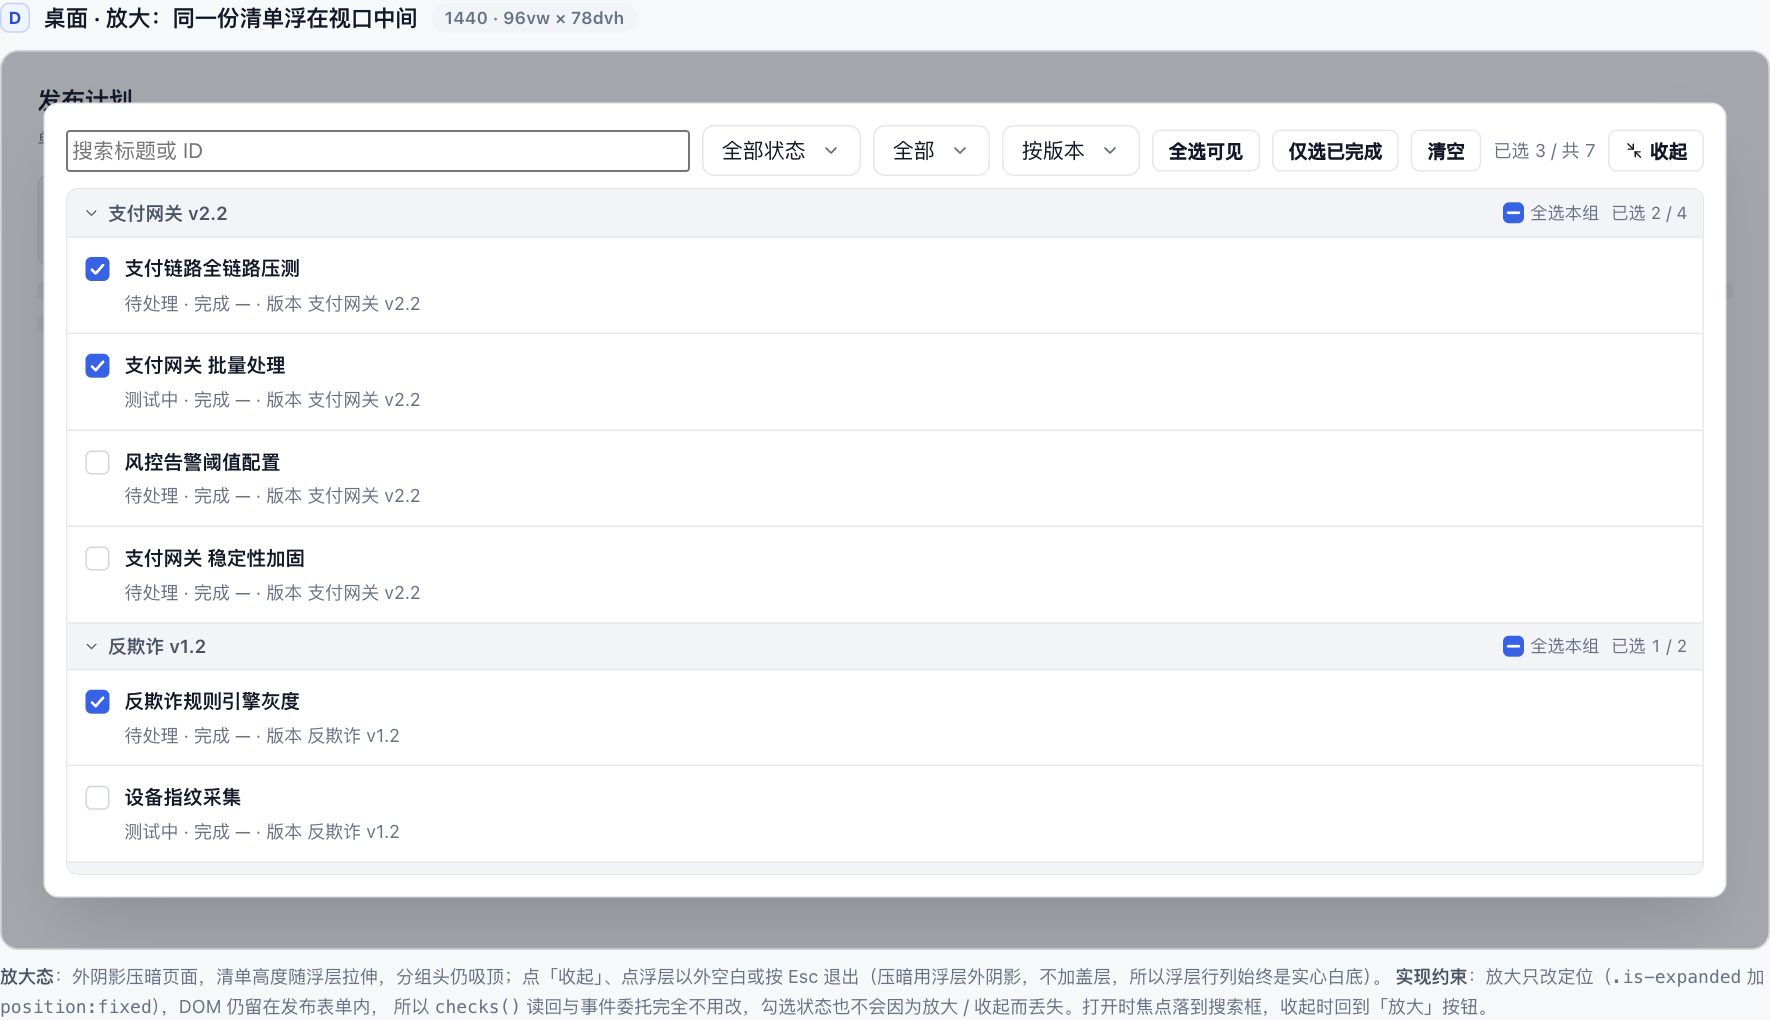 D 桌面 · 放大：同一份清单浮在视口中间 1440 · 96vw × 78dvh
发布计划
搜索标题或 ID 全部状态 全部 按版本 全选可见 仅选已完成 清空 已选 3 / 共 7 收起
支付网关 v2.2 全选本组 已选 2 / 4
支付链路全链路压测
待处理 · 完成 — · 版本 支付网关 v2.2
支付网关 批量处理
测试中 · 完成 — · 版本 支付网关 v2.2
风控告警阈值配置
待处理 · 完成 — · 版本 支付网关 v2.2
支付网关 稳定性加固
待处理 · 完成 — · 版本 支付网关 v2.2
反欺诈 v1.2 全选本组 已选 1 / 2
反欺诈规则引擎灰度
待处理 · 完成 — · 版本 反欺诈 v1.2
设备指纹采集
测试中 · 完成 — · 版本 反欺诈 v1.2
放大态：外阴影压暗页面，清单高度随浮层拉伸，分组头仍吸顶；点「收起」、点浮层以外空白或按 Esc 退出（压暗用浮层外阴影，不加盖层，所以浮层行列始终是实心白底）。 实现约束：放大只改定位（.is-expanded 加
position:fixed），DOM 仍留在发布表单内， 所以 checks() 读回与事件委托完全不用改，勾选状态也不会因为放大 / 收起而丢失。打开时焦点落到搜索框，收起时回到「放大」按钮。